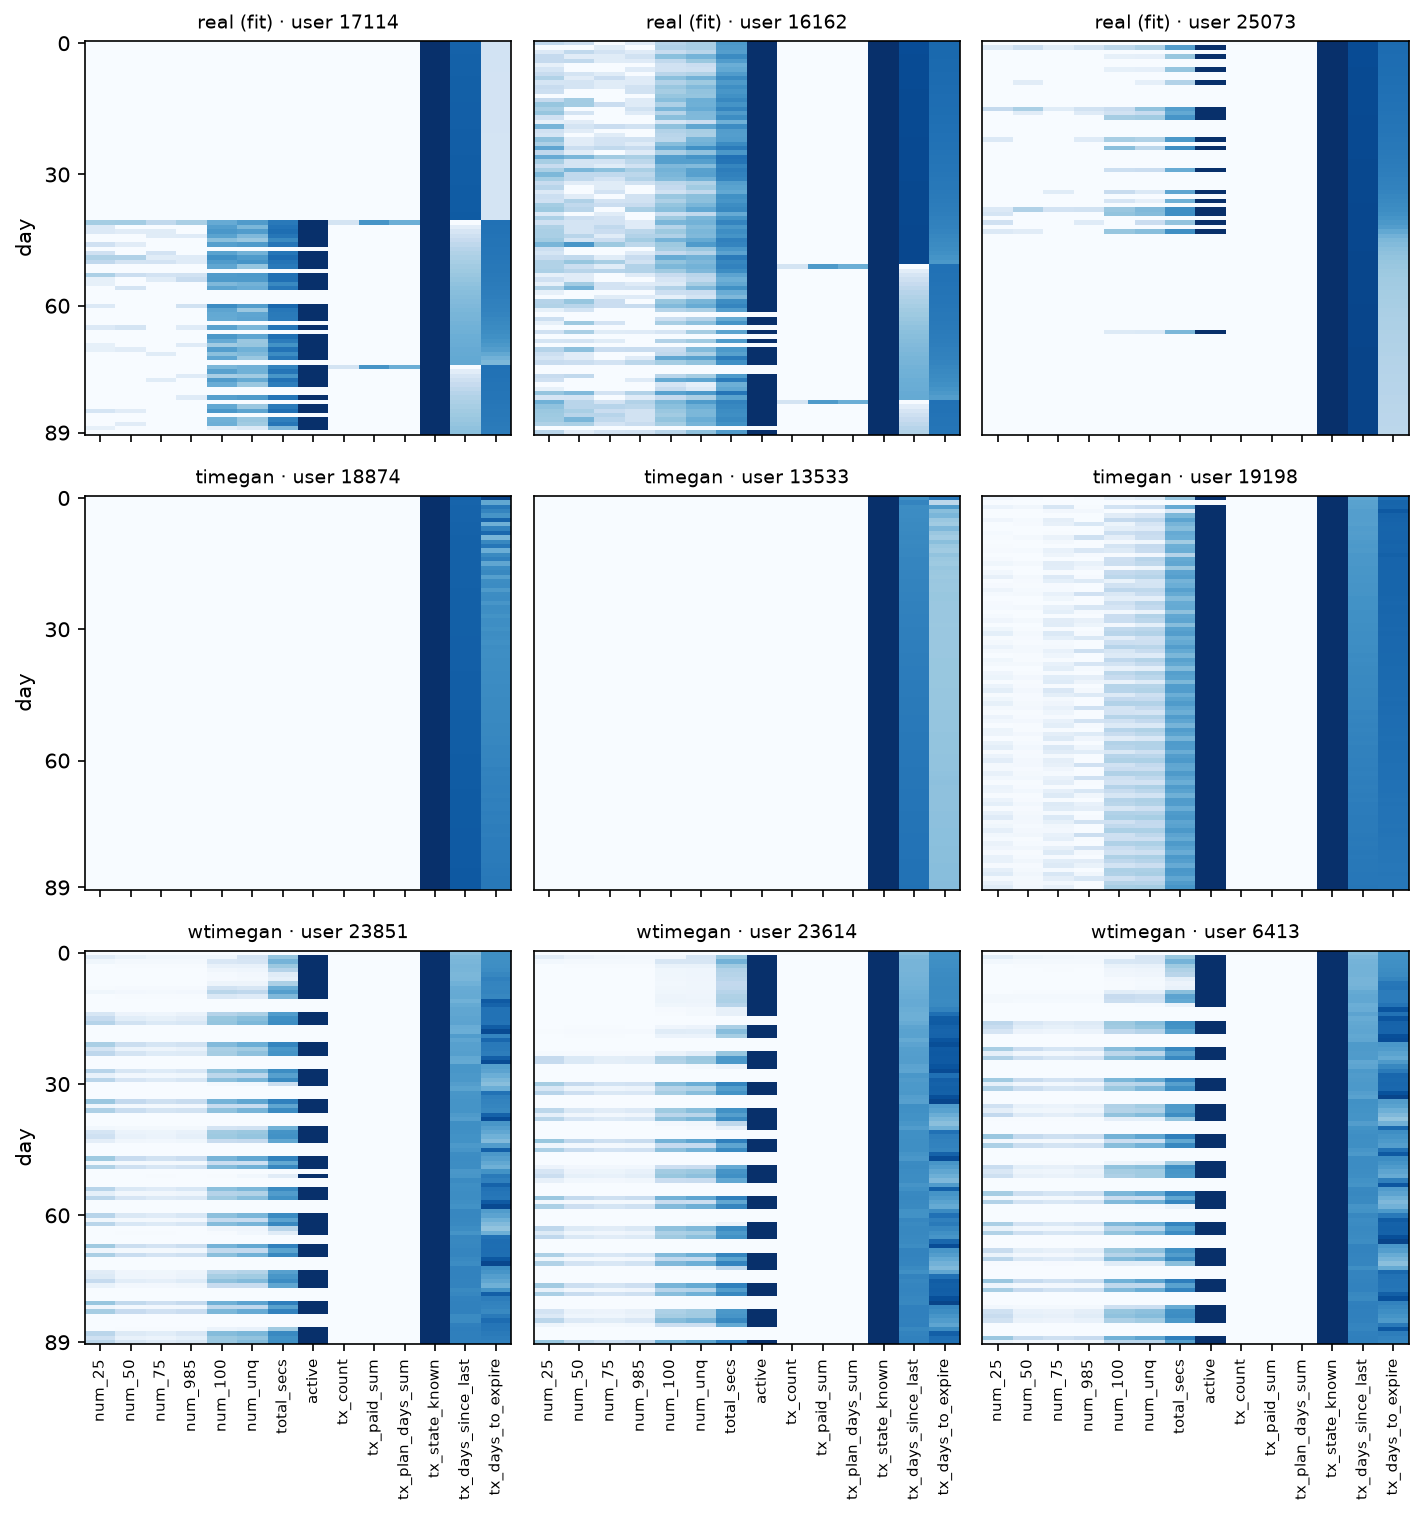 real (fit) · user 17114
real (fit) · user 16162
real (fit) · user 25073
0
30
60
89
day
timegan · user 18874
timegan · user 13533
timegan · user 19198
0
30
60
89
day
wtimegan · user 23851
wtimegan · user 23614
wtimegan · user 6413
0
30
60
89
day
num_25
num_50
num_75
num_985
num_100
num_unq
total_secs
active
tx_count
tx_paid_sum
tx_plan_days_sum
tx_state_known
tx_days_since_last
tx_days_to_expire
num_25
num_50
num_75
num_985
num_100
num_unq
total_secs
active
tx_count
tx_paid_sum
tx_plan_days_sum
tx_state_known
tx_days_since_last
tx_days_to_expire
num_25
num_50
num_75
num_985
num_100
num_unq
total_secs
active
tx_count
tx_paid_sum
tx_plan_days_sum
tx_state_known
tx_days_since_last
tx_days_to_expire